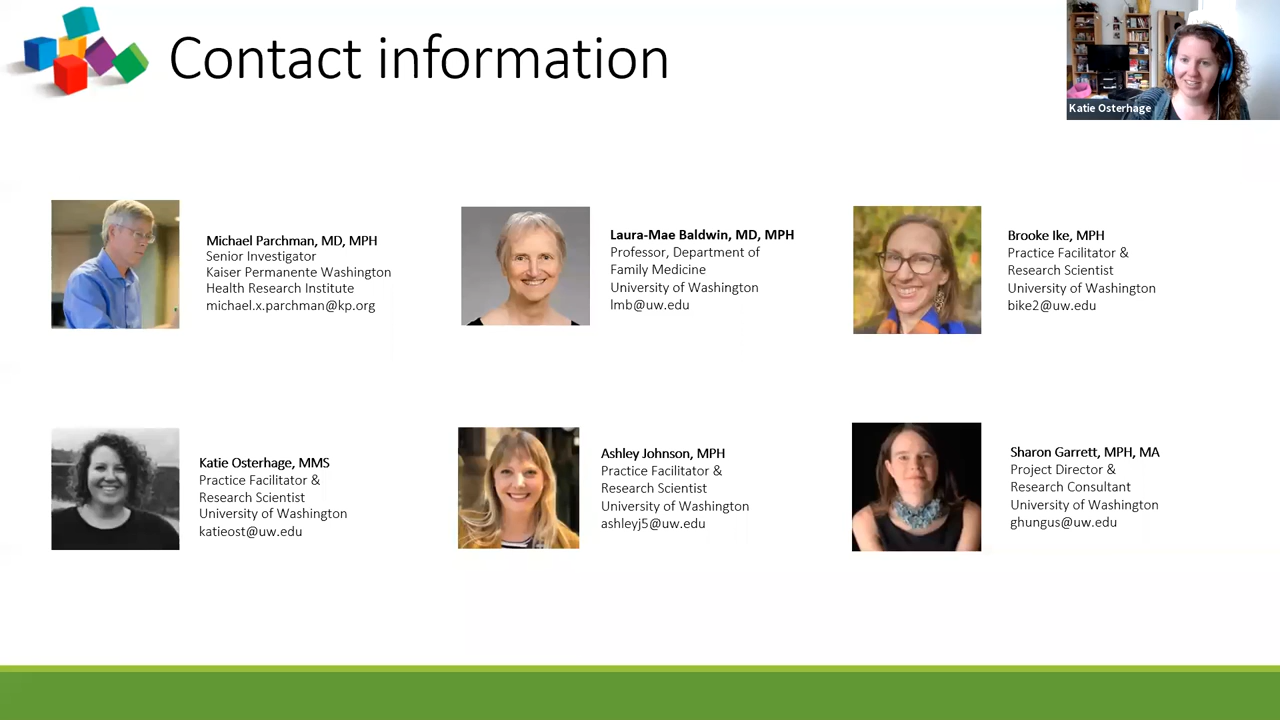 Contact information
Katie Osterhage
Michael Parchman, MD, MPH
Senior Investigator
Kaiser Permanente Washington
Health Research Institute
michael.x.parchman@kp.org
Laura-Mae Baldwin, MD, MPH
Professor, Department of
Family Medicine
University of Washington
lmb@uw.edu
Brooke Ike, MPH
Practice Facilitator &
Research Scientist
University of Washington
bike2@uw.edu
Katie Osterhage, MMS
Practice Facilitator &
Research Scientist
University of Washington
katieost@uw.edu
Ashley Johnson, MPH
Practice Facilitator &
Research Scientist
University of Washington
ashleyj5@uw.edu
Sharon Garrett, MPH, MA
Project Director &
Research Consultant
University of Washington
ghungus@uw.edu